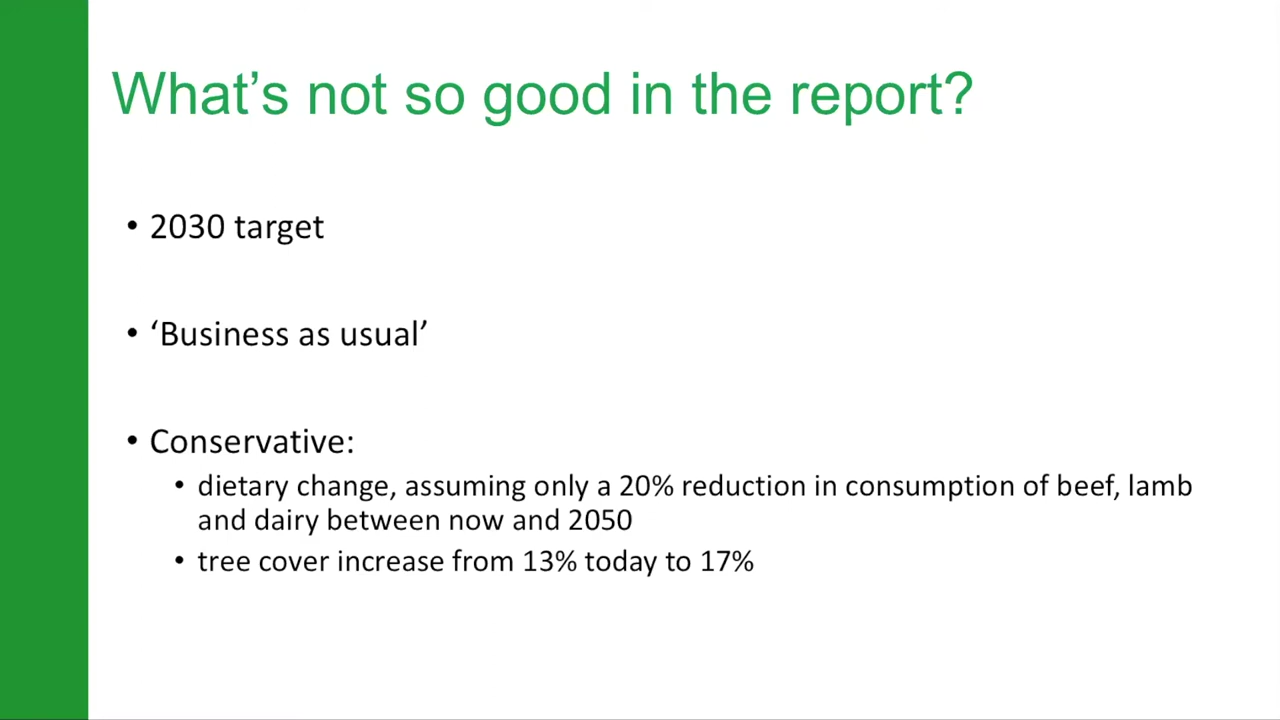 What’s not so good in the report?
• 2030 target
• ‘Business as usual’
• Conservative:
• dietary change, assuming only a 20% reduction in consumption of beef, lamb
and dairy between now and 2050
• tree cover increase from 13% today to 17%